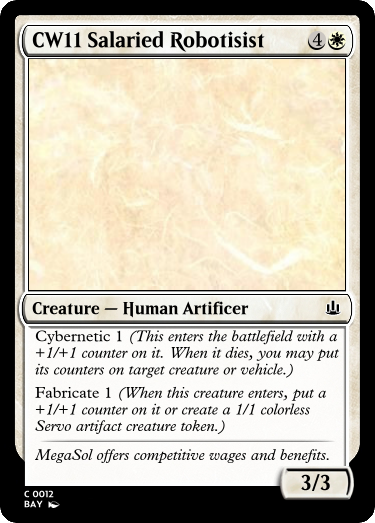 CW11 Salaried Robotisist 4
Creature — Human Artificer
Cybernetic 1 (This enters the battlefield with a
+1/+1 counter on it. When it dies, you may put
its counters on target creature or vehicle.)
Fabricate 1 (When this creature enters, put a
+1/+1 counter on it or create a 1/1 colorless
Servo artifact creature token.)
MegaSol offers competitive wages and benefits.
3/3
C 0012
BAY